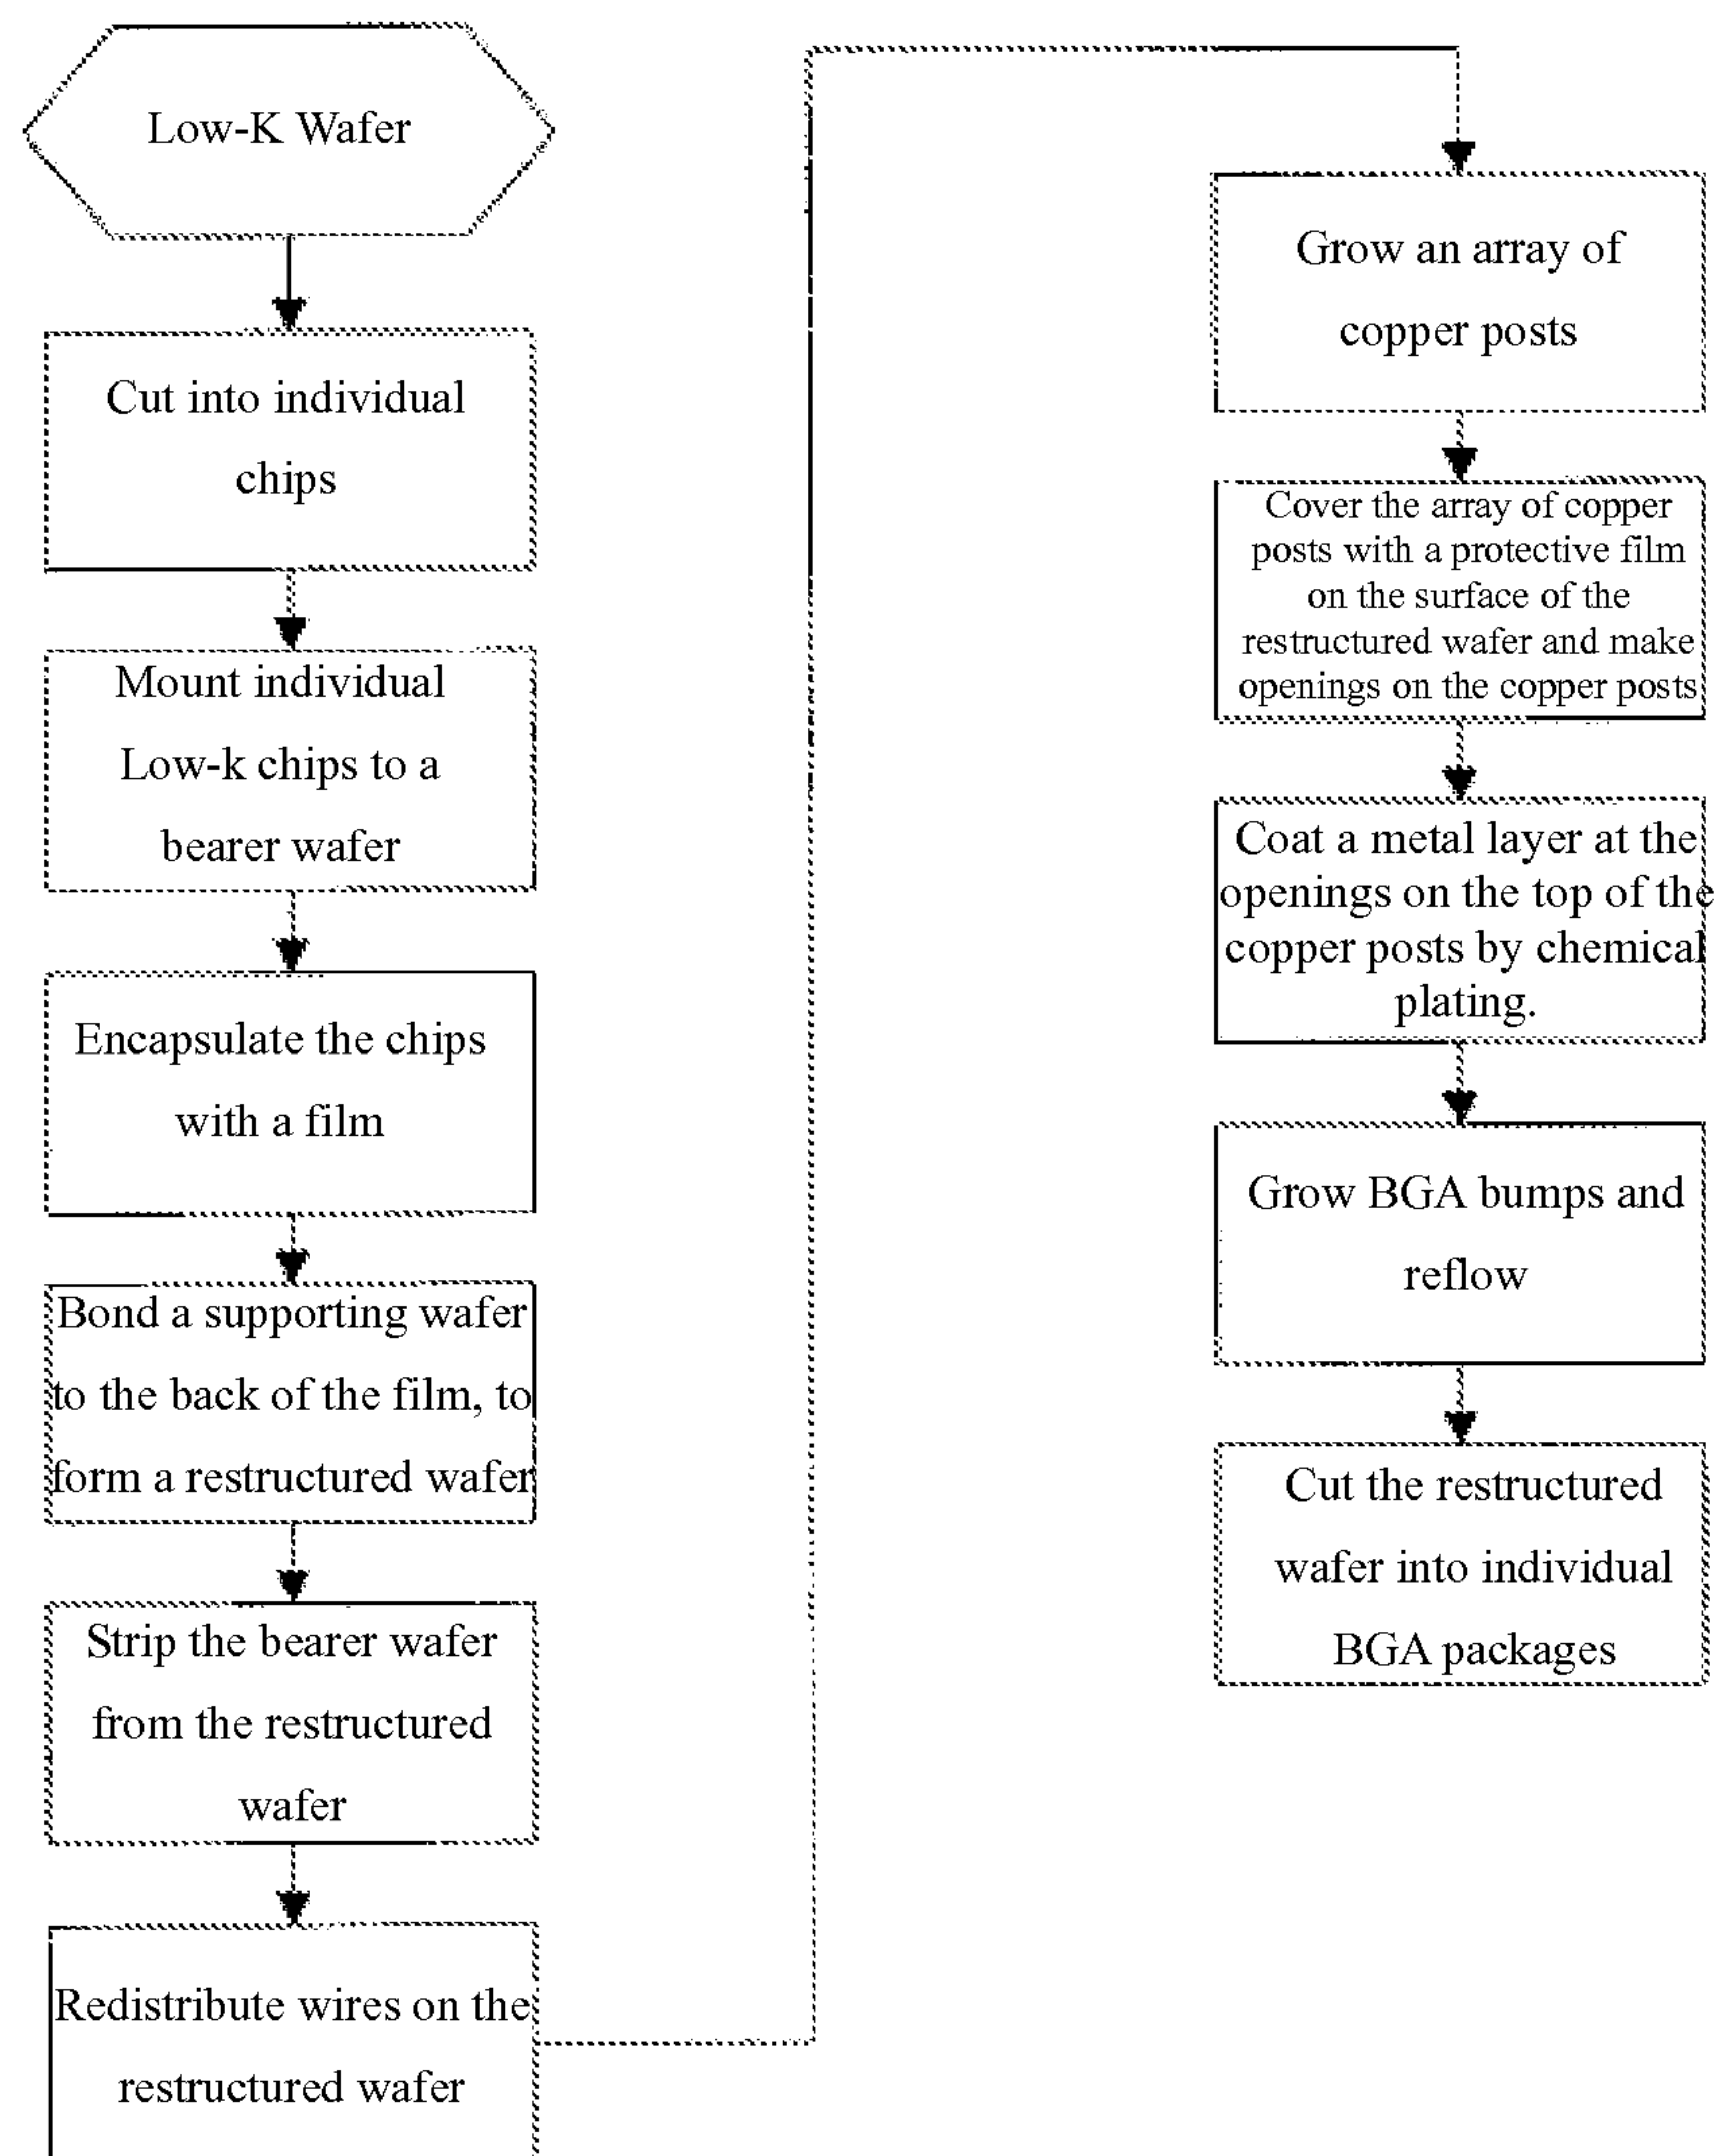 Low-K Wafer
Cut into individual
chips
Mount individual
Low-k chips to a
bearer wafer
Encapsulate the chips
with a film
Bond a supporting wafer
to the back of the film, to
form a restructured wafer
Strip the bearer wafer
from the restructured
wafer
Redistribute wires on the
restructured wafer
Grow an array of
copper posts
Cover the array of copper
posts with a protective film
on the surface of the
restructured wafer and make
openings on the copper posts
Coat a metal layer at the
openings on the top of the
copper posts by chemical
plating.
Grow BGA bumps and
reflow
Cut the restructured
wafer into individual
BGA packages